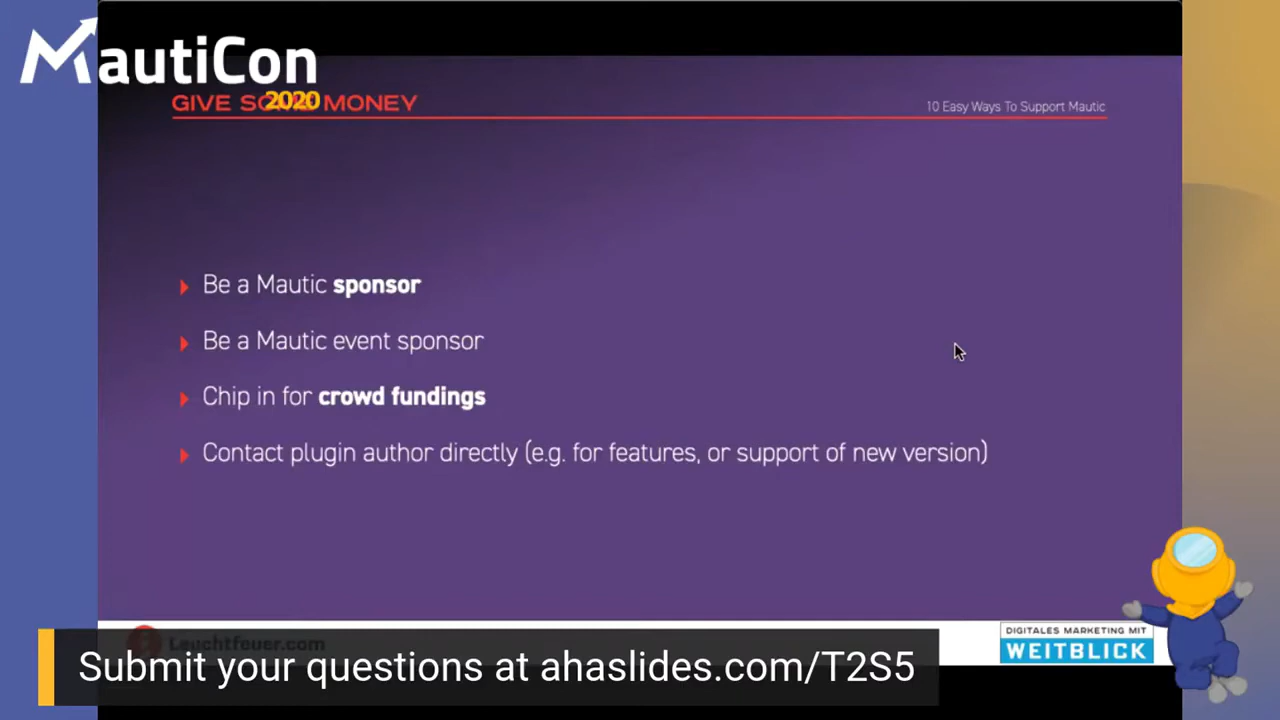 MautiCon
2020
GIVE SOME MONEY
10 Easy Ways To Support Mautic
Be a Mautic sponsor
Be a Mautic event sponsor
Chip in for crowd fundings
Contact plugin author directly (e.g. for features, or support of new version)
Leuchtfeuer.com
DIGITALES MARKETING MIT
WEITBLICK
Submit your questions at ahaslides.com/T2S5